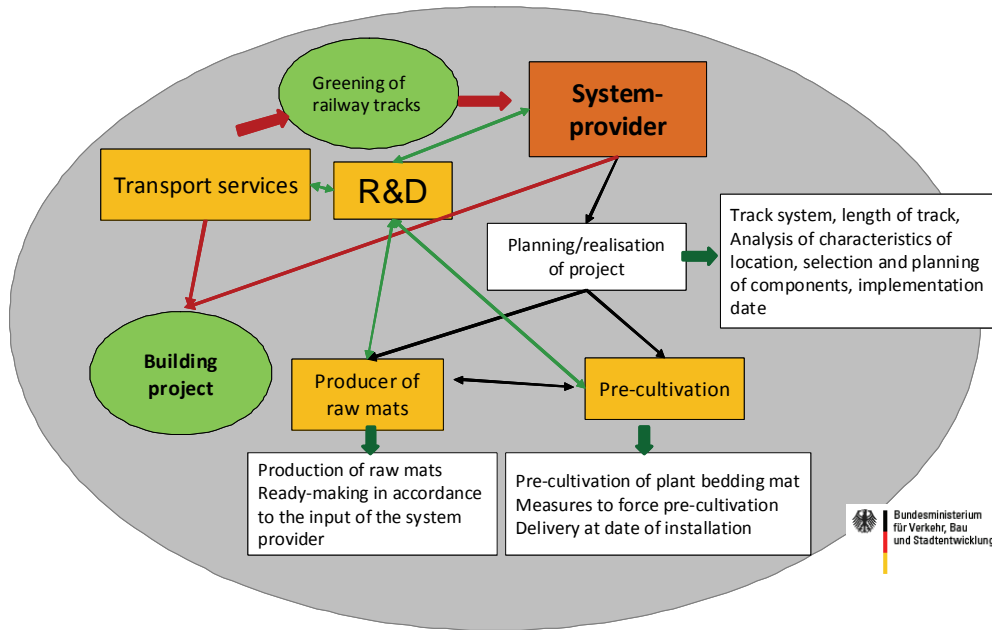 Greening of
railway tracks
System-
provider
Transport services
R&D
Planning/realisation
of project
Track system, length of track,
Analysis of characteristics of
location, selection and planning
of components, implementation
date
Building
project
Producer of
raw mats
Pre-cultivation
Production of raw mats
Ready-making in accordance
to the input of the system
provider
Pre-cultivation of plant bedding mat
Measures to force pre-cultivation
Delivery at date of installation
Bundesministerium
für Verkehr, Bau
und Stadtentwicklung